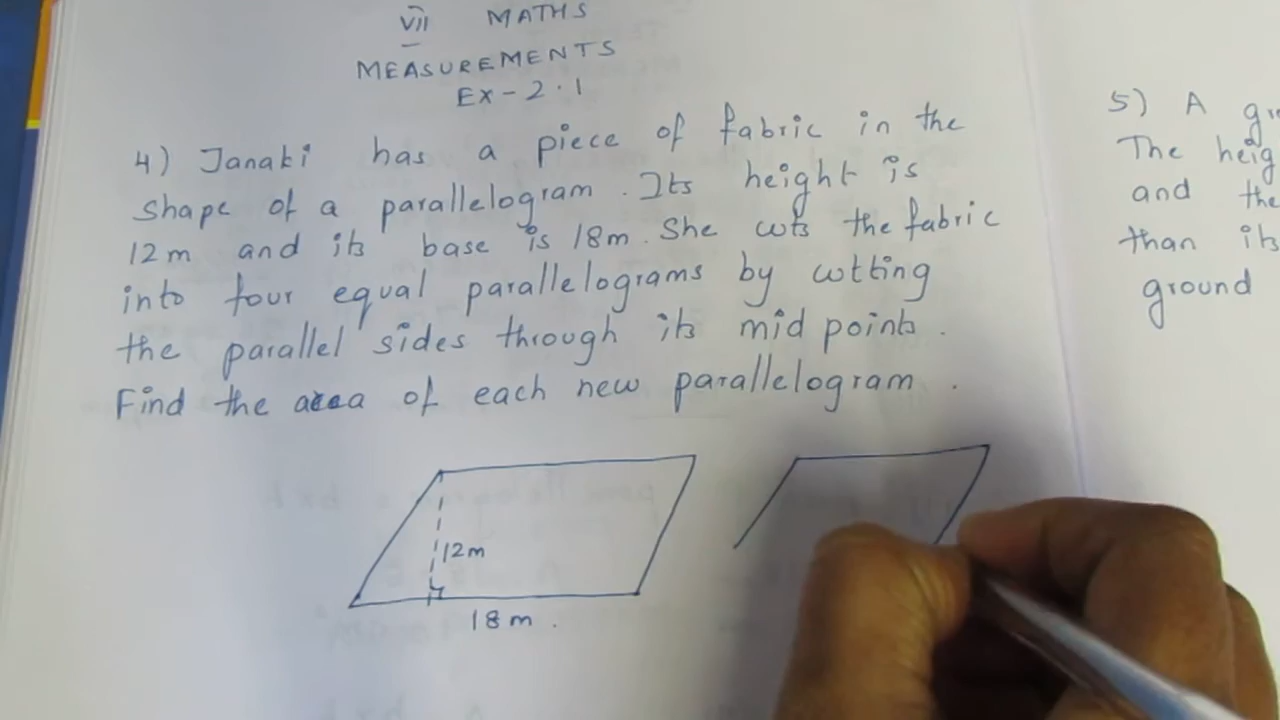 vii MATHS
MEASUREMENTS
EX-2.1
4) Janaki has a piece of fabric in the
shape of a parallelogram. Its height is
12m and its base is 18m. She cuts the fabric
into four equal parallelograms by cutting
the parallel sides through its mid points.
Find the area of each new parallelogram.
12m
18m.
5) A
The
and the
than its
ground